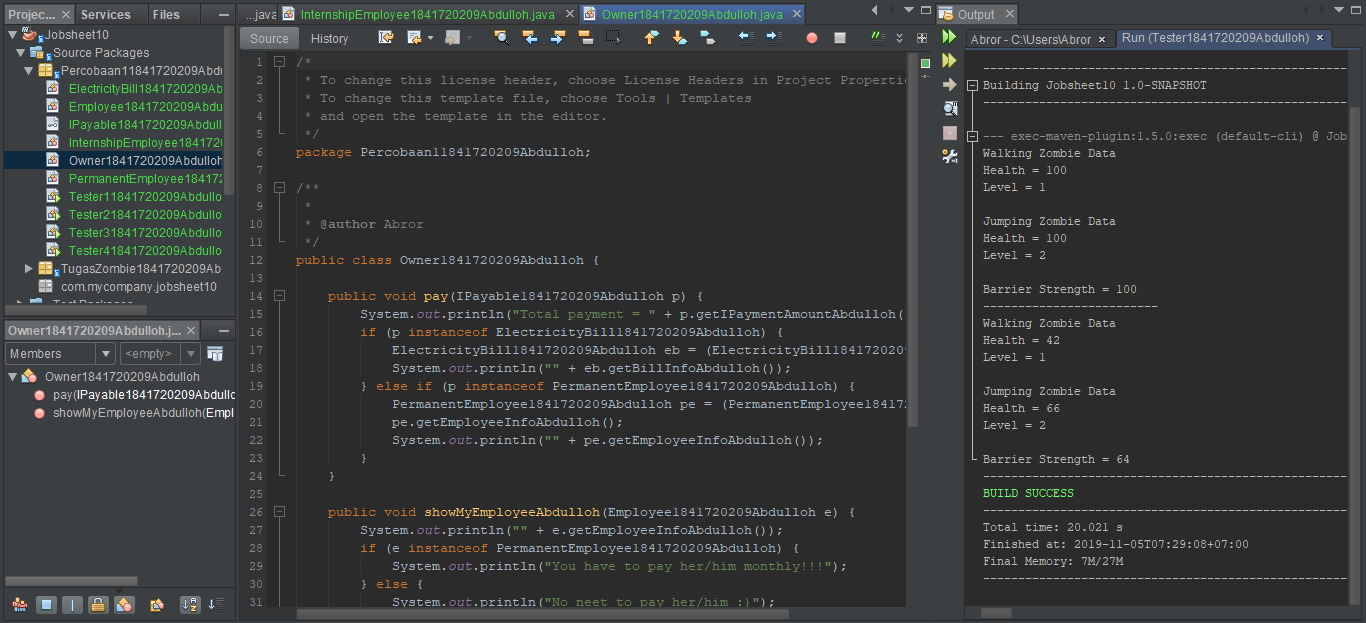 Projec...
Services
Files
Jobsheet10
Source Packages
Percobaan11841720209Abdu
ElectricityBill1841720209Ab
Employee1841720209Abdu
IPayable1841720209Abdull
InternshipEmployee184172
Owner1841720209Abdulloh
PermanentEmployee184172
Tester11841720209Abdullo
Tester21841720209Abdullo
Tester31841720209Abdullo
Tester41841720209Abdullo
TugasZombie1841720209Ab
com.mycompany.jobsheet10
Test Packages
Owner1841720209Abdulloh.j...
Members
<empty>
Owner1841720209Abdulloh
pay(IPayable1841720209Abdullo
showMyEmployeeAbdulloh(Empl
...java
InternshipEmployee1841720209Abdulloh.java
Owner1841720209Abdulloh.java
Source
History
1 /*
2 * To change this license header, choose License Headers in Project Propertie
3 * To change this template file, choose Tools | Templates
4 * and open the template in the editor.
5 */
6 package Percobaan11841720209Abdulloh;
7
8 /**
9 *
10 * @author Abror
11 */
12 public class Owner1841720209Abdulloh {
13
14 public void pay(IPayable1841720209Abdulloh p) {
15 System.out.println("Total payment = " + p.getIPaymentAmountAbdulloh(
16 if (p instanceof ElectricityBill1841720209Abdulloh) {
17 ElectricityBill1841720209Abdulloh eb = (ElectricityBill184172020
18 System.out.println("" + eb.getBillInfoAbdulloh());
19 } else if (p instanceof PermanentEmployee1841720209Abdulloh) {
20 PermanentEmployee1841720209Abdulloh pe = (PermanentEmployee18417
21 pe.getEmployeeInfoAbdulloh();
22 System.out.println("" + pe.getEmployeeInfoAbdulloh());
23 }
24 }
25
26 public void showMyEmployeeAbdulloh(Employee1841720209Abdulloh e) {
27 System.out.println("" + e.getEmployeeInfoAbdulloh());
28 if (e instanceof PermanentEmployee1841720209Abdulloh) {
29 System.out.println("You have to pay her/him monthly!!!");
30 } else {
31 System.out.println("No neet to pay her/him :)");
Output
Abror - C:\Users\Abror
Run (Tester1841720209Abdulloh)
------------------------------------------------------------------------
Building Jobsheet10 1.0-SNAPSHOT
------------------------------------------------------------------------
--- exec-maven-plugin:1.5.0:exec (default-cli) @ Job
Walking Zombie Data
Health = 100
Level = 1
Jumping Zombie Data
Health = 100
Level = 2
Barrier Strength = 100
-------------------------
Walking Zombie Data
Health = 42
Level = 1
Jumping Zombie Data
Health = 66
Level = 2
Barrier Strength = 64
------------------------------------------------------------------------
BUILD SUCCESS
------------------------------------------------------------------------
Total time: 20.021 s
Finished at: 2019-11-05T07:29:08+07:00
Final Memory: 7M/27M
------------------------------------------------------------------------